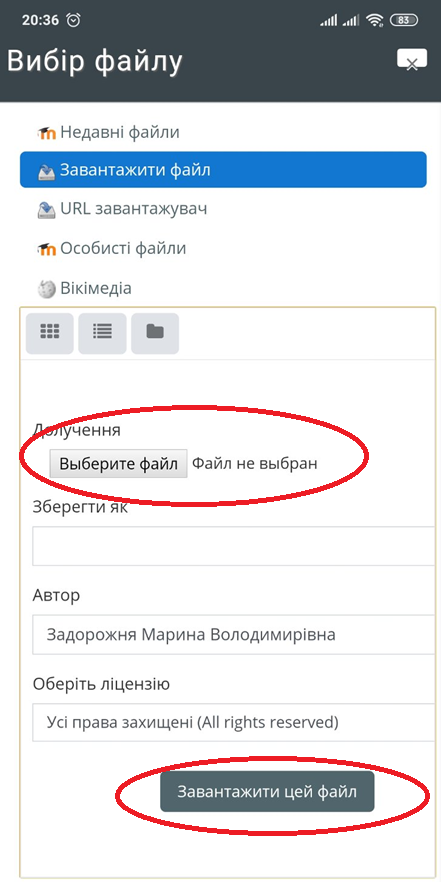 20:36
83
Вибір файлу
Недавні файли
Завантажити файл
URL завантажувач
Особисті файли
Вікімедіа
Долучення
Выберите файл Файл не выбран
Зберегти як
Автор
Задорожня Марина Володимирівна
Оберіть ліцензію
Усі права захищені (All rights reserved)
Завантажити цей файл